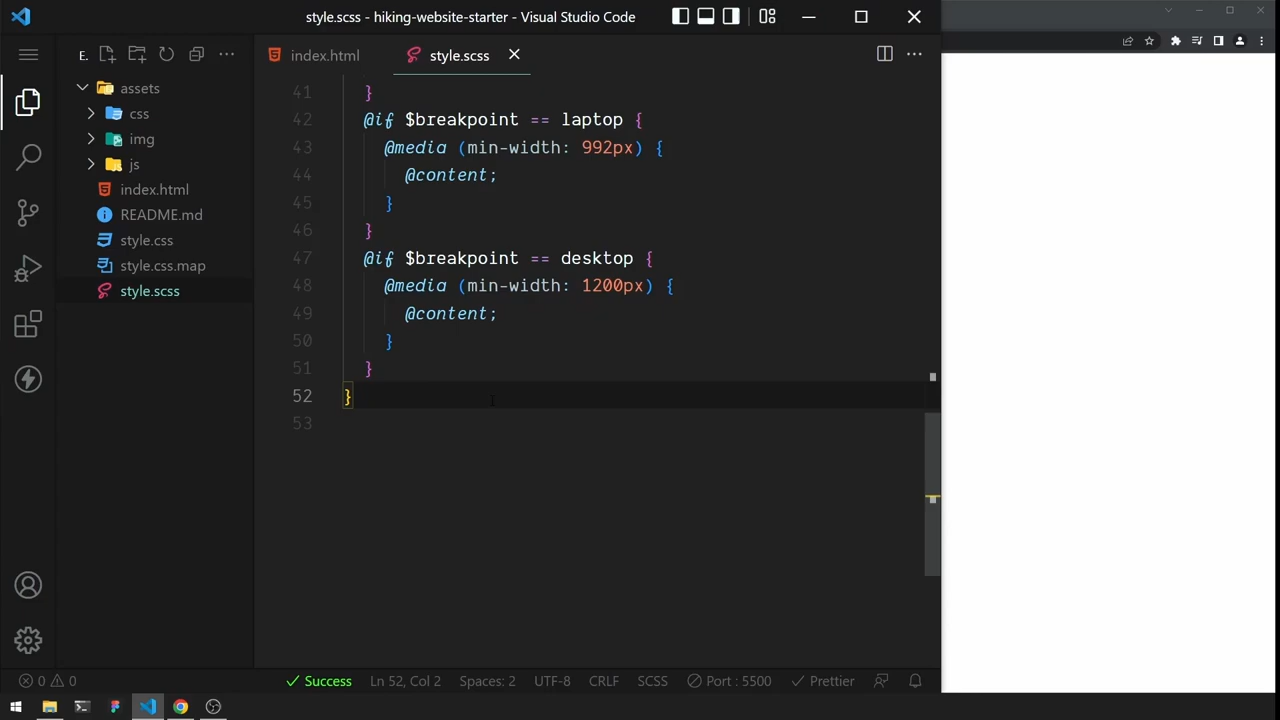 style.scss - hiking-website-starter - Visual Studio Code
E.
index.html
style.scss
assets
css
img
js
index.html
README.md
style.css
style.css.map
style.scss
41 }
42 @if $breakpoint == laptop {
43 @media (min-width: 992px) {
44 @content;
45 }
46 }
47 @if $breakpoint == desktop {
48 @media (min-width: 1200px) {
49 @content;
50 }
51 }
52 }
53
0 0 Success Ln 52, Col 2 Spaces: 2 UTF-8 CRLF SCSS Port : 5500 Prettier